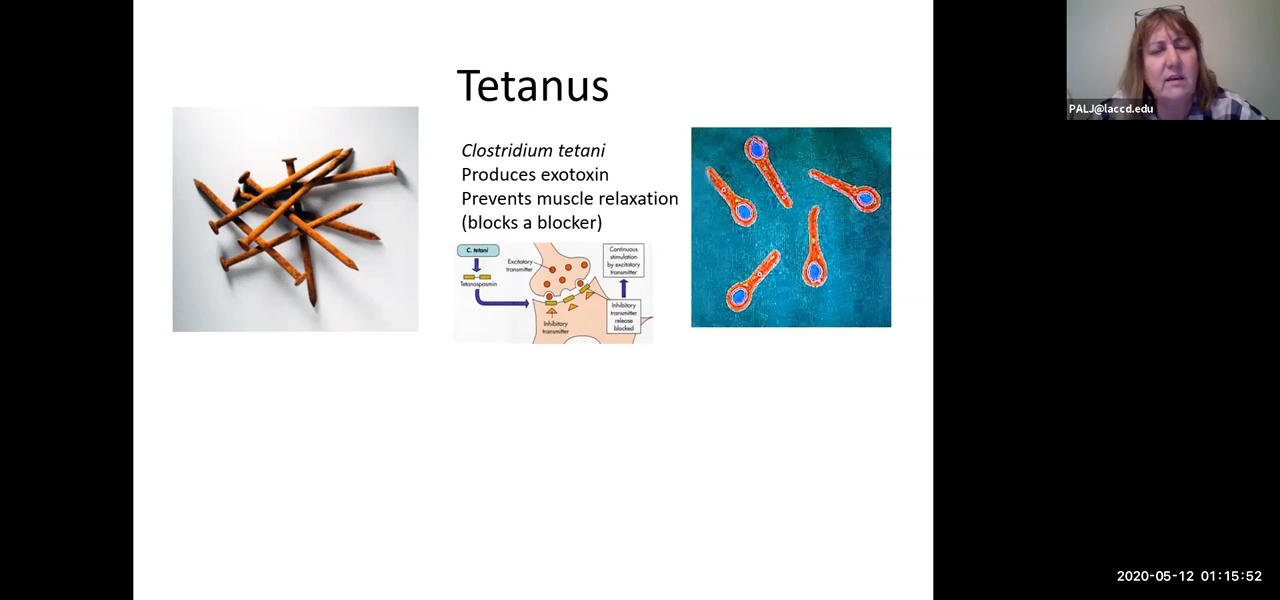 Tetanus
Clostridium tetani
Produces exotoxin
Prevents muscle relaxation
(blocks a blocker)
C. tetani
Tetanospasmin
Excitatory
transmitter
Inhibitory
transmitter
Continuous
stimulation
by excitatory
transmitter
Inhibitory
transmitter
release
blocked
PALJ@laccd.edu
2020-05-12 01:15:52